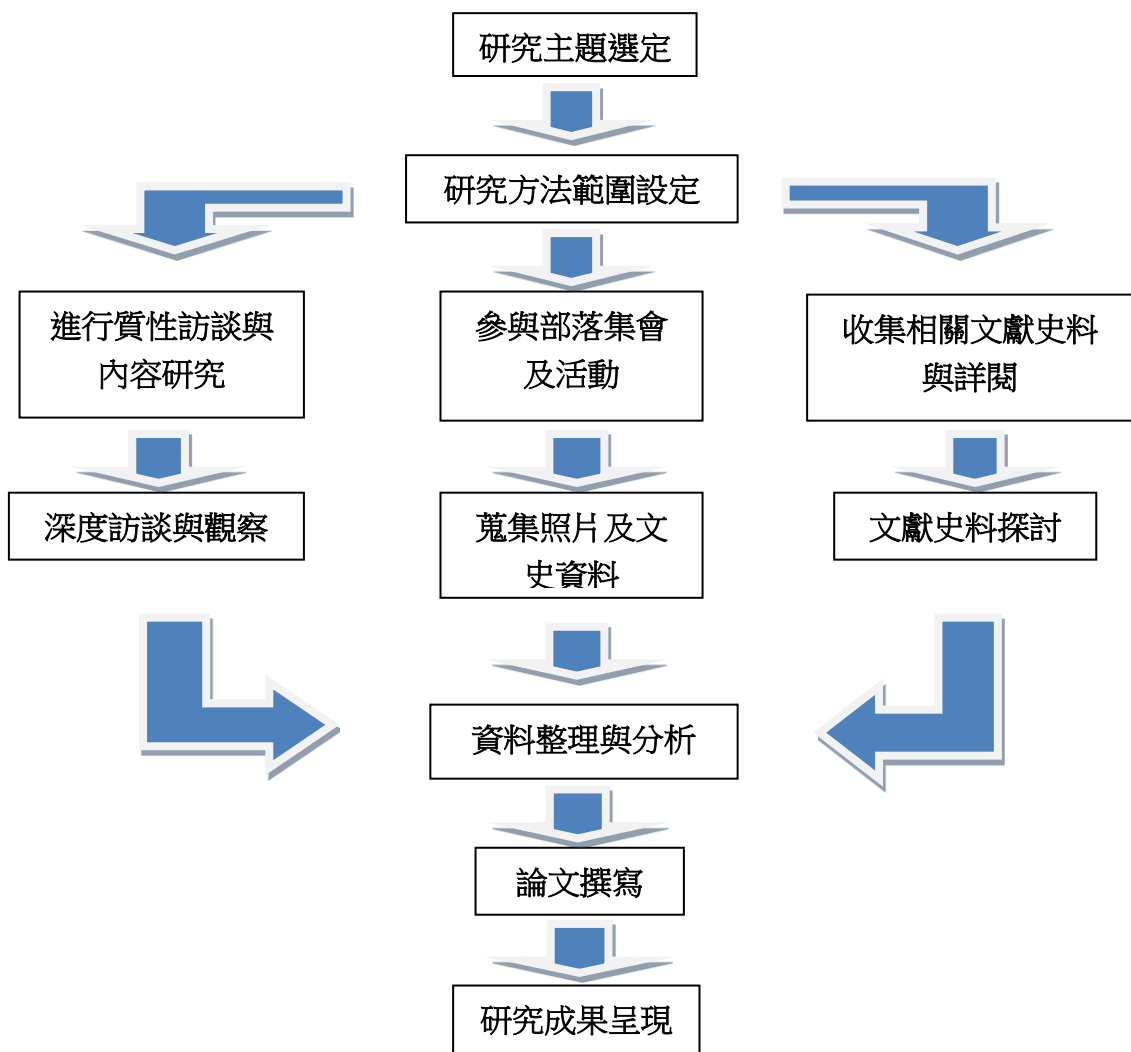 研究主題選定
研究方法範圍設定
進行質性訪談與
內容研究
參與部落集會
及活動
收集相關文獻史料
與詳閱
深度訪談與觀察
蒐集照片及文
史資料
文獻史料探討
資料整理與分析
論文撰寫
研究成果呈現